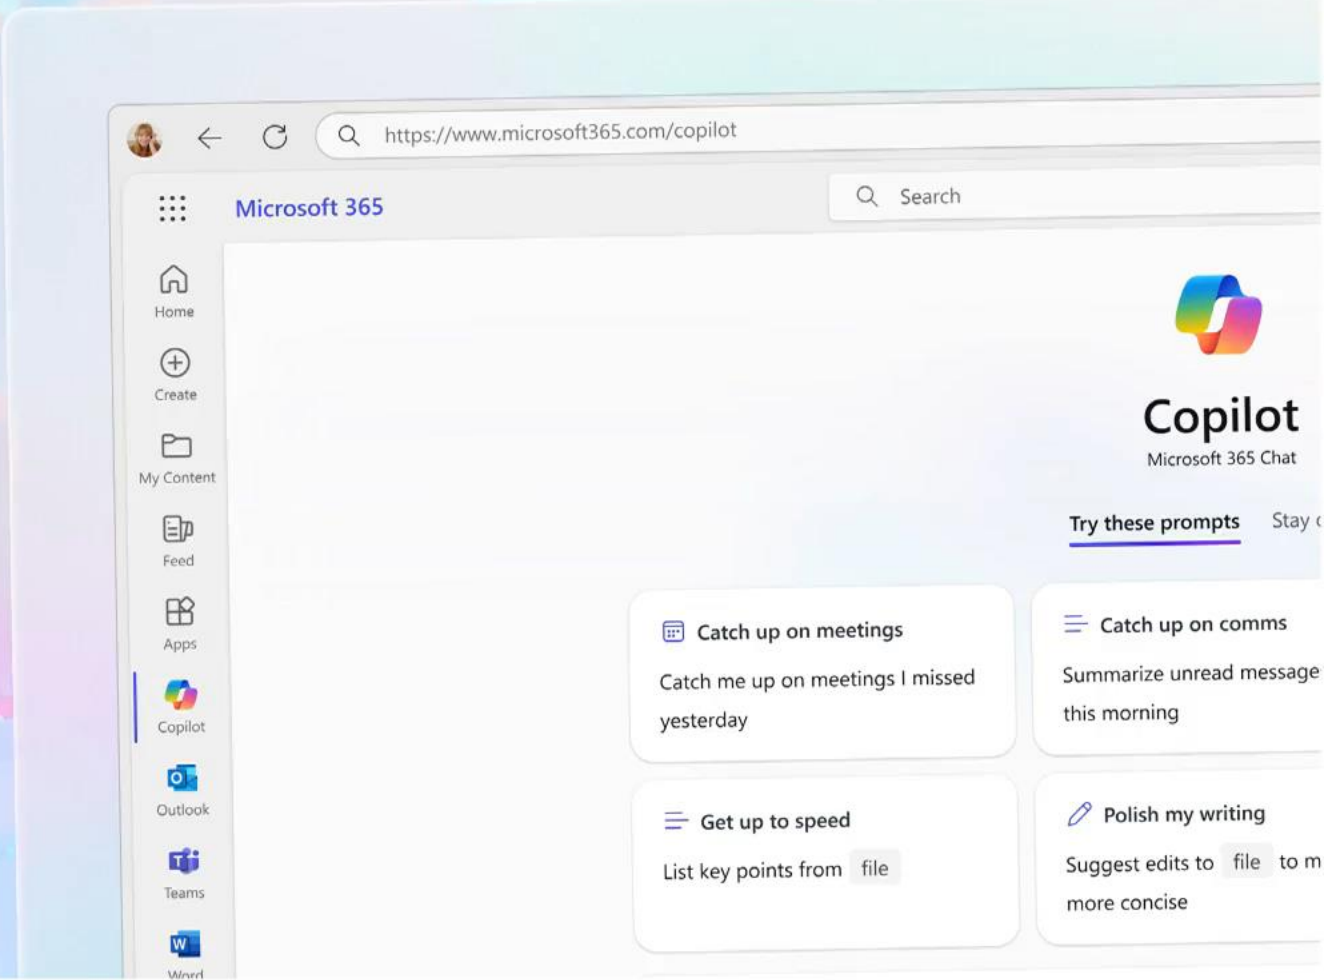 https://www.microsoft365.com/copilot
Microsoft 365
Search
Home
Create
My Content
Feed
Apps
Copilot
Outlook
Teams
Word
Copilot
Microsoft 365 Chat
Try these prompts
Stay
Catch up on meetings
Catch me up on meetings I missed
yesterday
Catch up on comms
Summarize unread message
this morning
Get up to speed
List key points from file
Polish my writing
Suggest edits to file to m
more concise